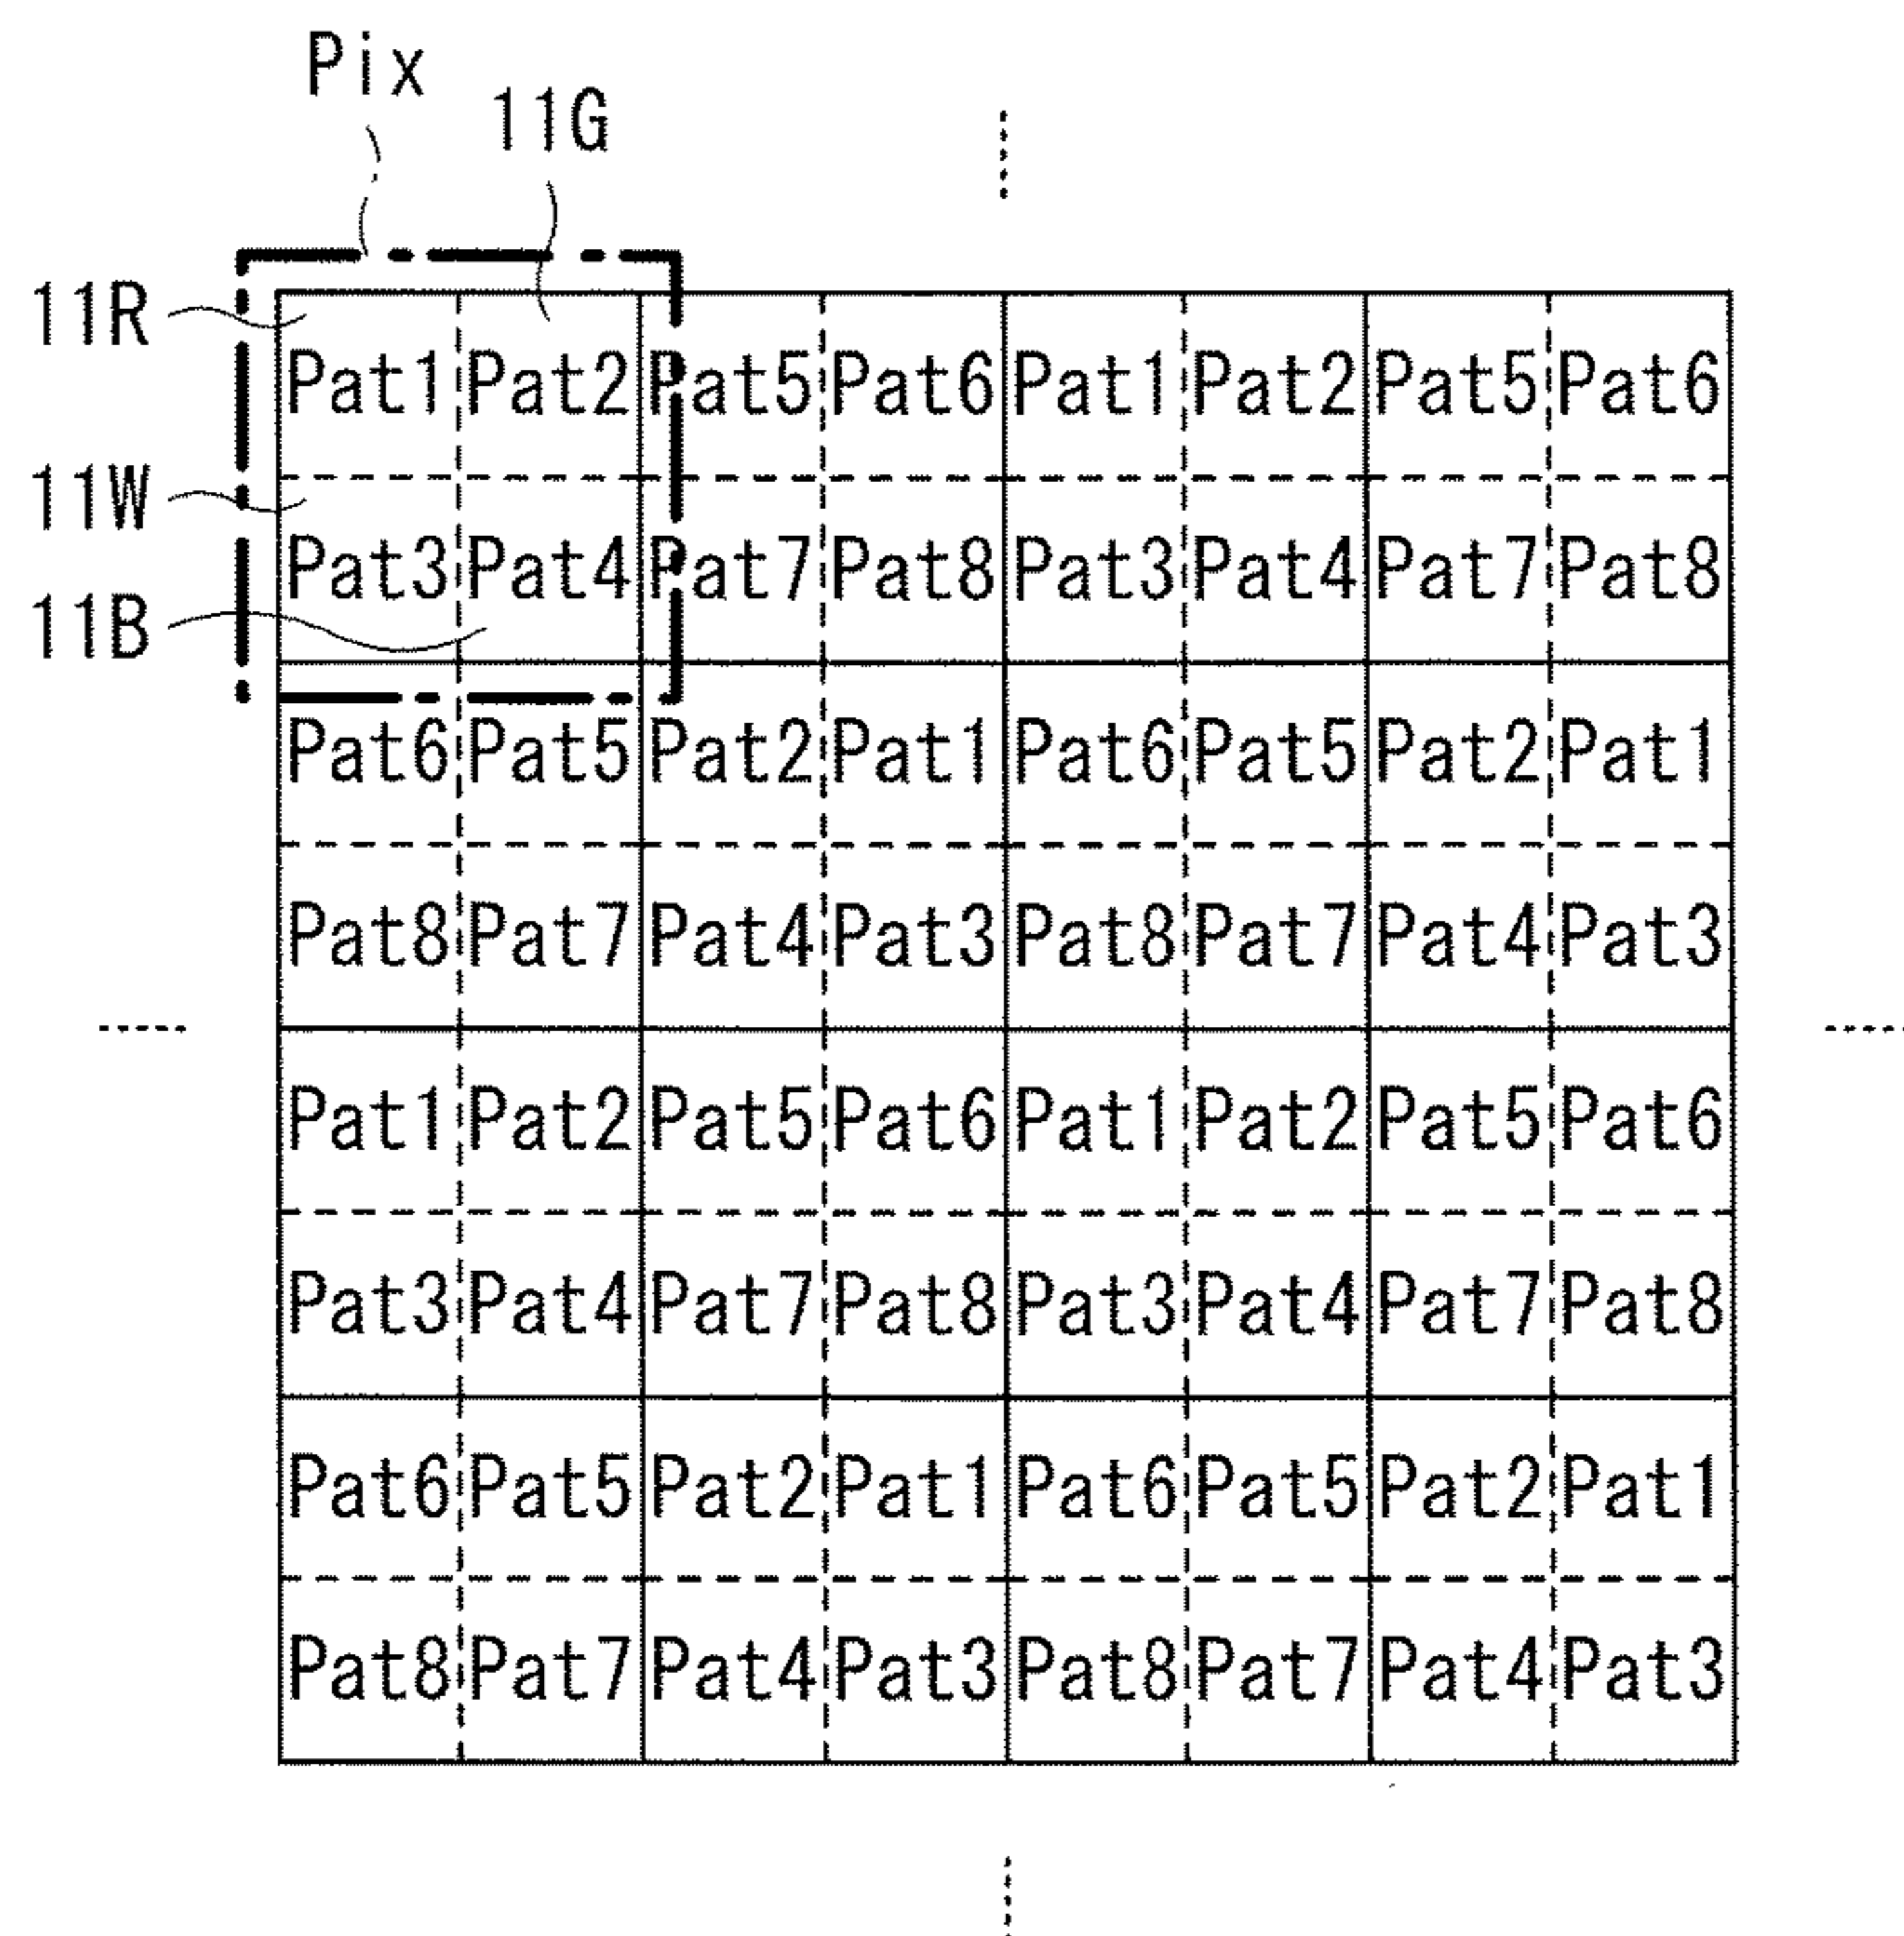 Pix
11G
11R
Pat1 Pat2 Pat5 Pat6 Pat1 Pat2 Pat5 Pat6
11W
Pat3 Pat4 Pat7 Pat8 Pat3 Pat4 Pat7 Pat8
11B
Pat6 Pat5 Pat2 Pat1 Pat6 Pat5 Pat2 Pat1
Pat8 Pat7 Pat4 Pat3 Pat8 Pat7 Pat4 Pat3
Pat1 Pat2 Pat5 Pat6 Pat1 Pat2 Pat5 Pat6
Pat3 Pat4 Pat7 Pat8 Pat3 Pat4 Pat7 Pat8
Pat6 Pat5 Pat2 Pat1 Pat6 Pat5 Pat2 Pat1
Pat8 Pat7 Pat4 Pat3 Pat8 Pat7 Pat4 Pat3